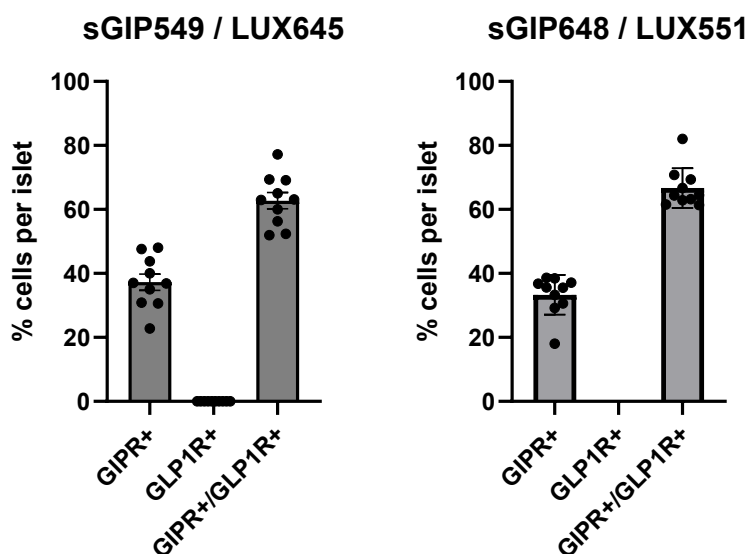 sGIP549 / LUX645
% cells per islet
100
80
60
40
20
0
GIPR+
GLP1R+
GIPR+/GLP1R+
sGIP648 / LUX551
% cells per islet
100
80
60
40
20
0
GIPR+
GLP1R+
GIPR+/GLP1R+